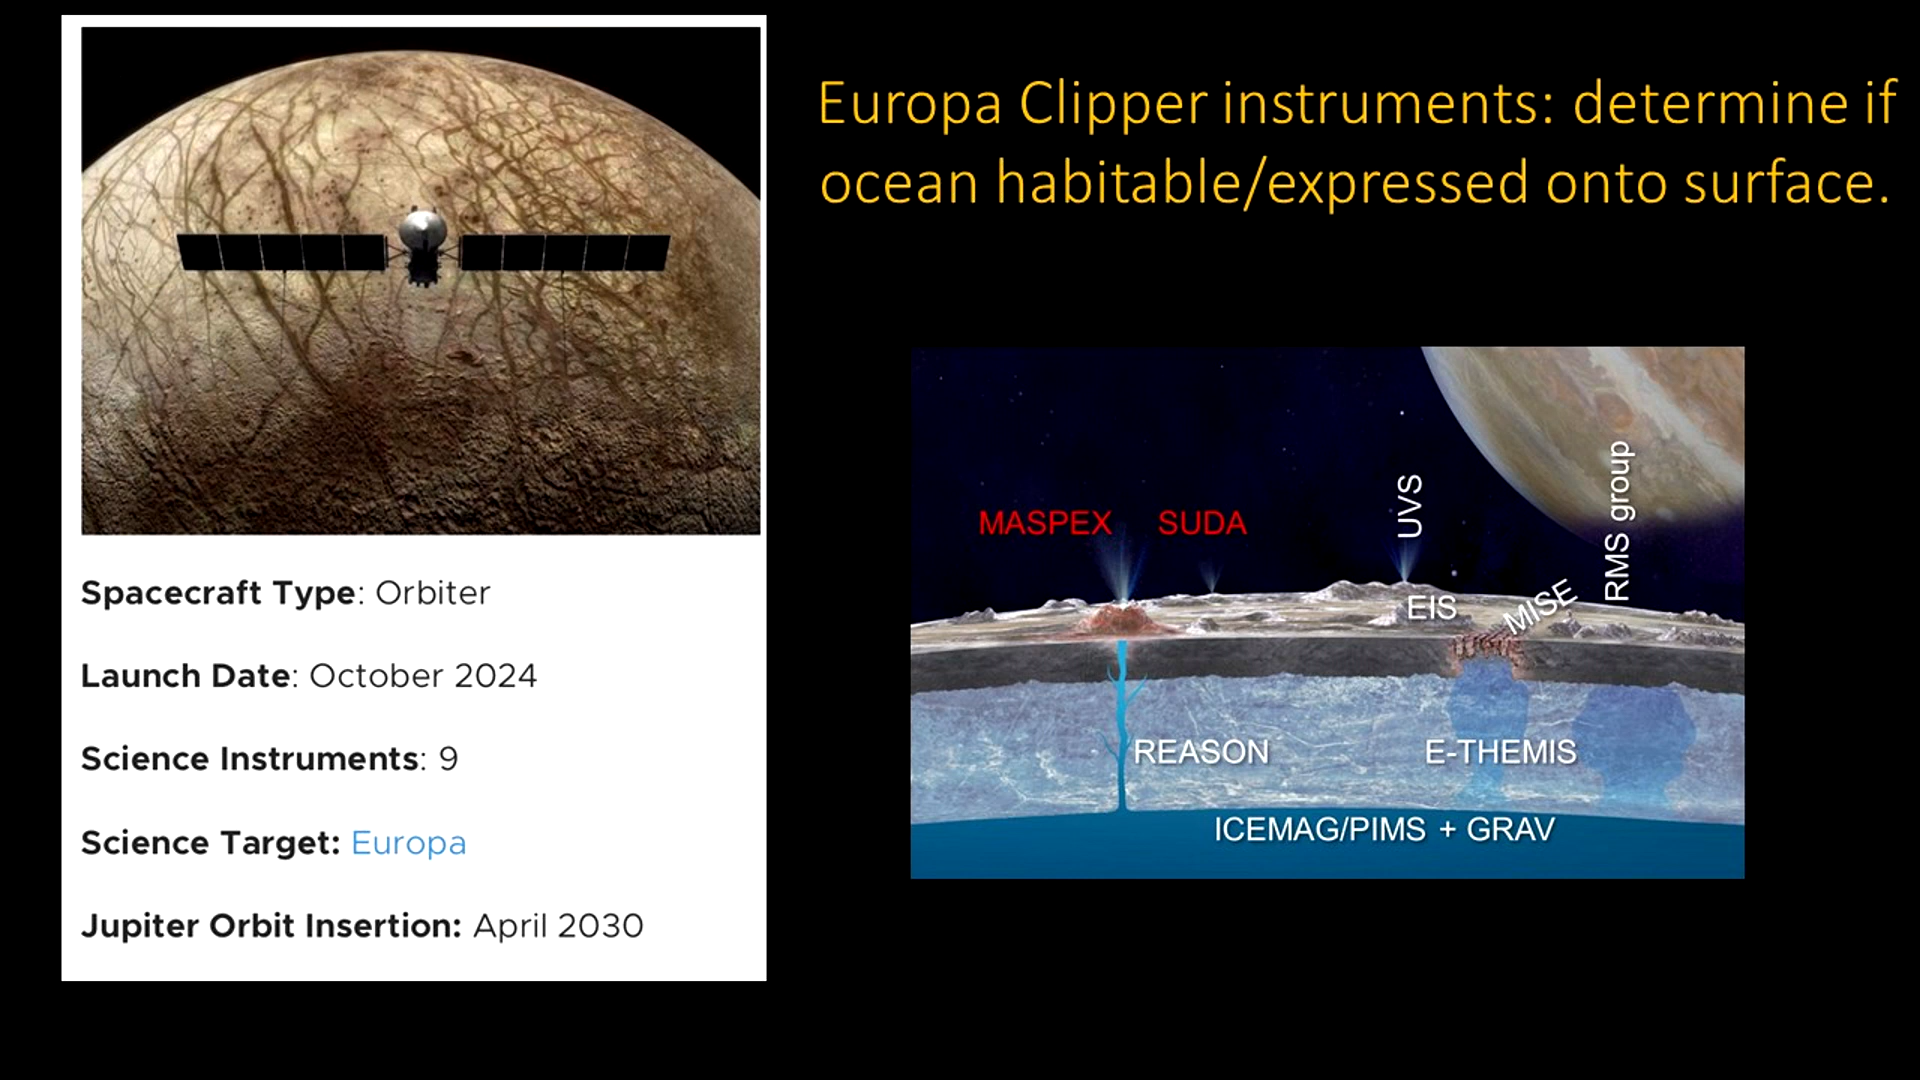 Europa Clipper instruments: determine if
ocean habitable/expressed onto surface.
Spacecraft Type: Orbiter
Launch Date: October 2024
Science Instruments: 9
Science Target: Europa
Jupiter Orbit Insertion: April 2030
MASPEX
SUDA
UVS
RMS group
EIS
MISE
REASON
E-THEMIS
ICEMAG/PIMS + GRAV